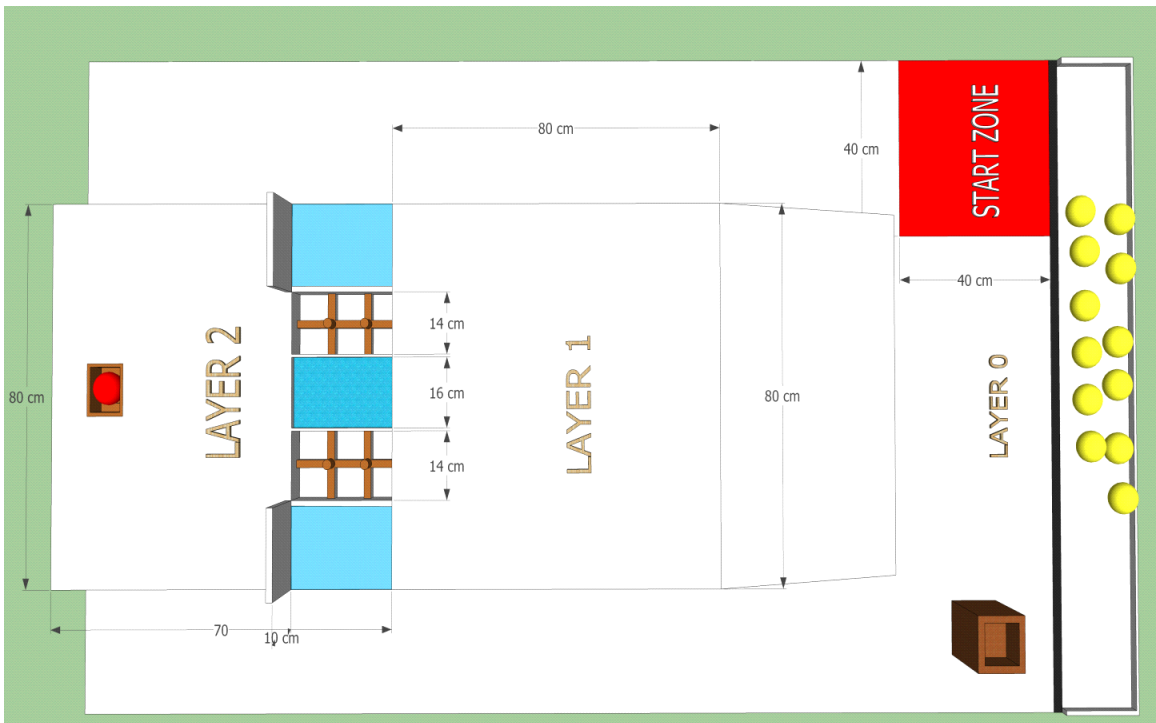 80 cm
40 cm
START ZONE
40 cm
14 cm
16 cm
14 cm
LAYER 2
LAYER 1
LAYER 0
80 cm
80 cm
70
10 cm